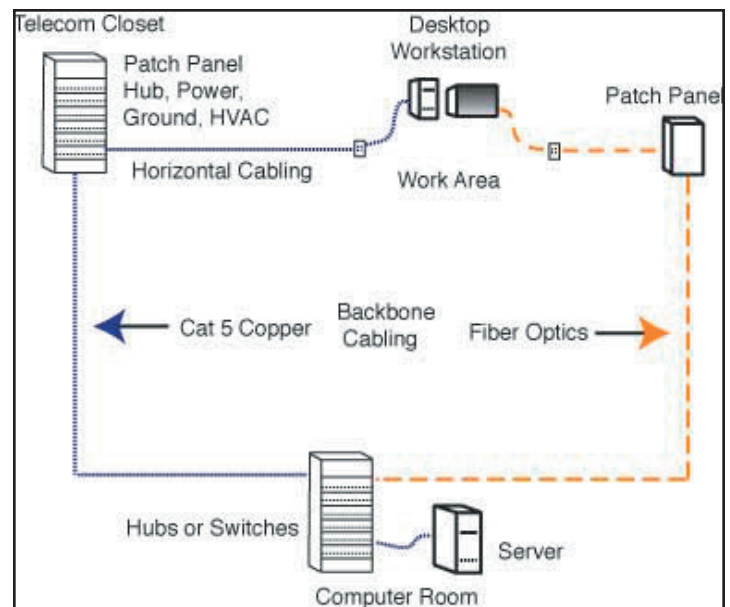 Telecom Closet
Patch Panel
Hub, Power,
Ground, HVAC
Desktop
Workstation
Patch Panel
Horizontal Cabling
Work Area
Cat 5 Copper
Backbone
Cabling
Fiber Optics
Hubs or Switches
Server
Computer Room